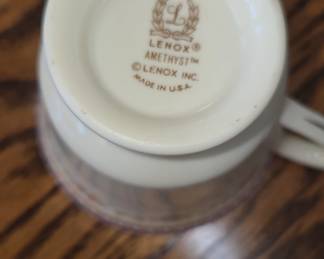 L
LENOX®
AMETHYST™
© LENOX INC.
MADE IN U.S.A.